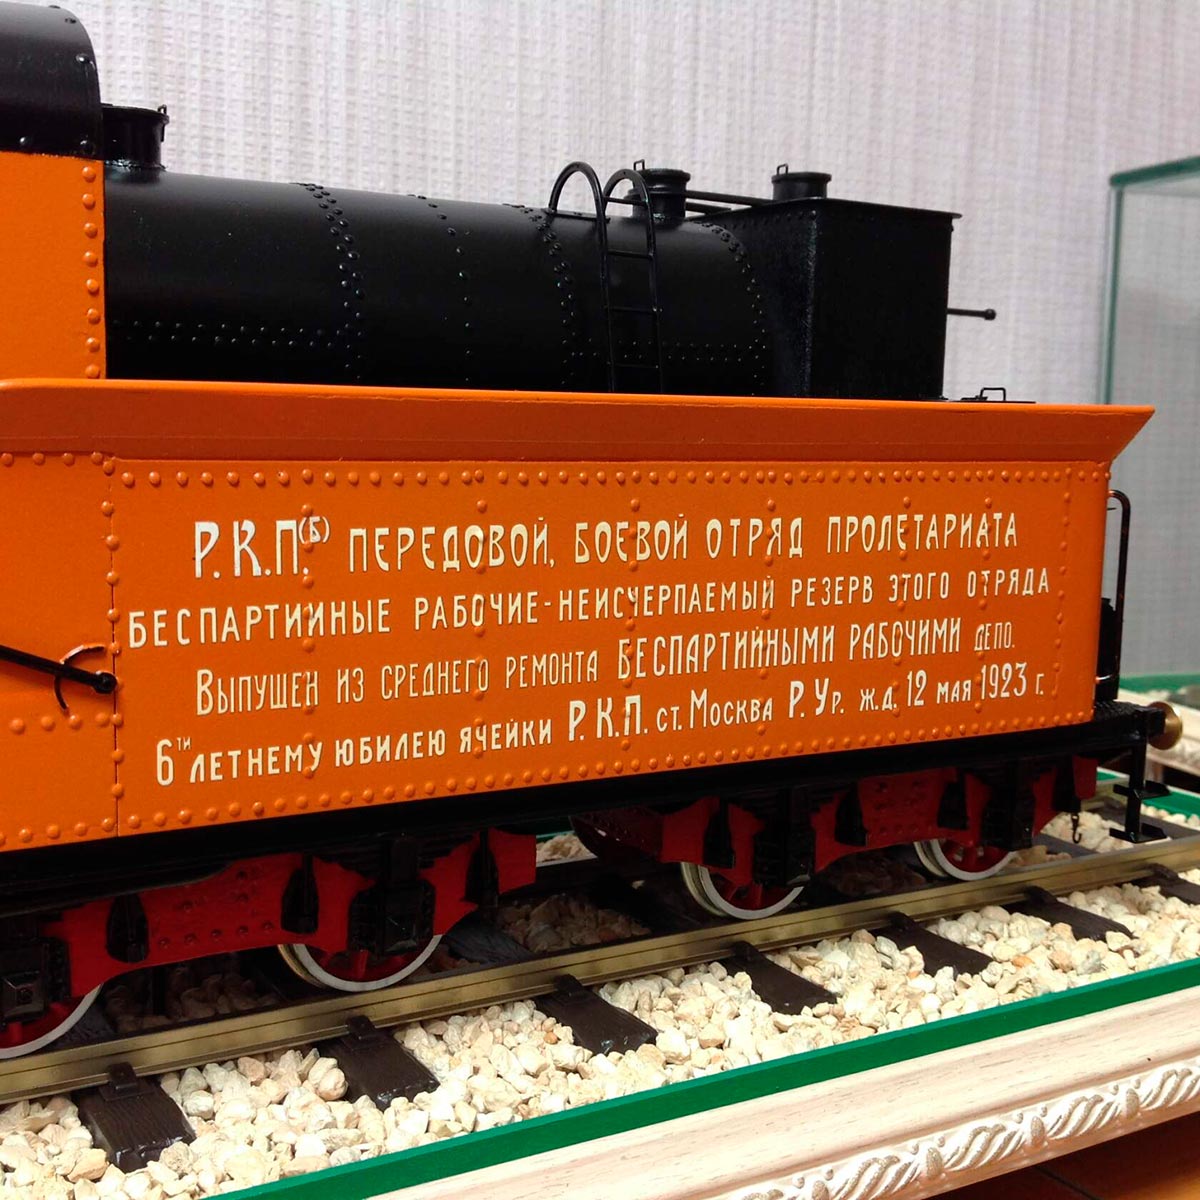 Р.К.П.(Б) ПЕРЕДОВОЙ, БОЕВОЙ ОТРЯД ПРОЛЕТАРИАТА
БЕСПАРТИЙНЫЕ РАБОЧИЕ-НЕИСЧЕРПАЕМЫЙ РЕЗЕРВ ЭТОГО ОТРЯДА
ВЫПУШЕН ИЗ СРЕДНЕГО РЕМОНТА БЕСПАРТИЙНЫМИ РАБОЧИМИ ДЕПО.
6ТИ ЛЕТНЕМУ ЮБИЛЕЮ ЯЧЕЙКИ Р.К.П. СТ. МОСКВА Р. УР. Ж.Д. 12 МАЯ 1923 Г.